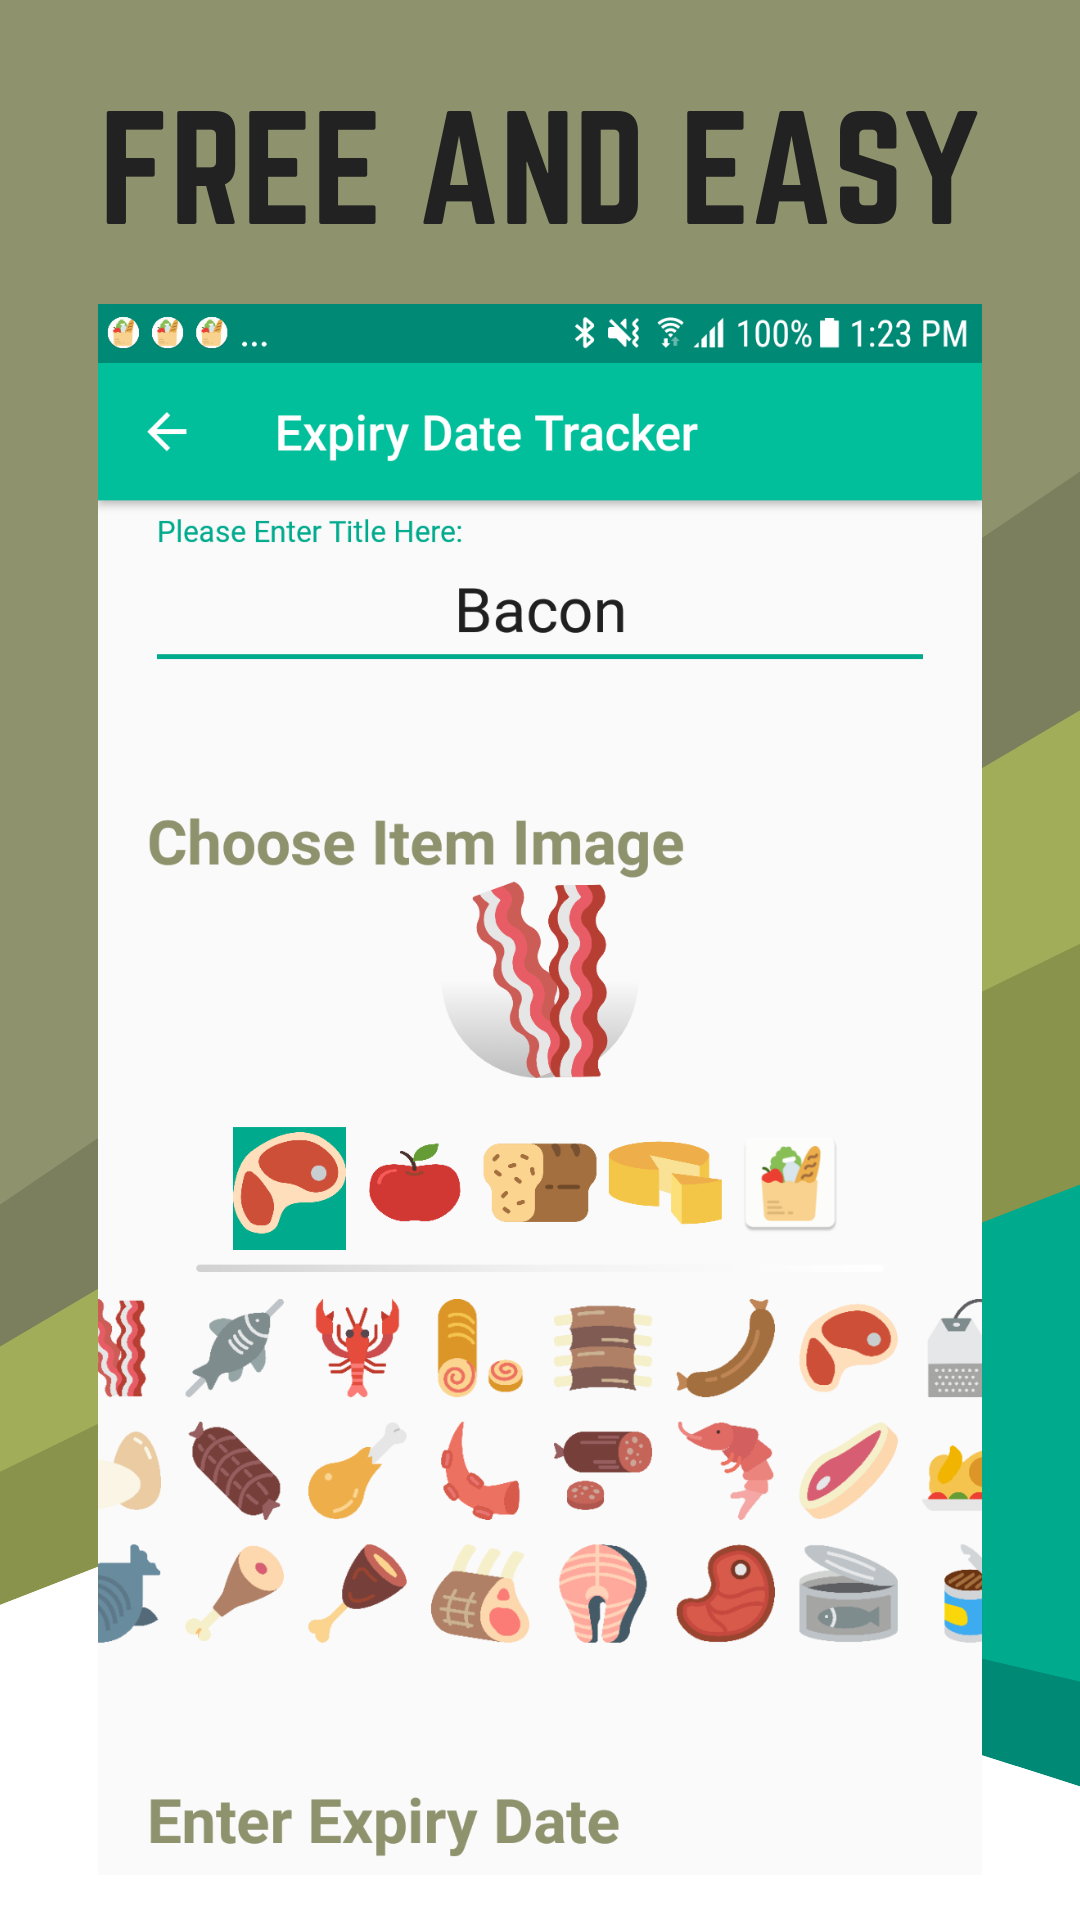 FREE AND EASY
... 100% 1:23 PM
Expiry Date Tracker
Please Enter Title Here:
Bacon
Choose Item Image
Enter Expiry Date